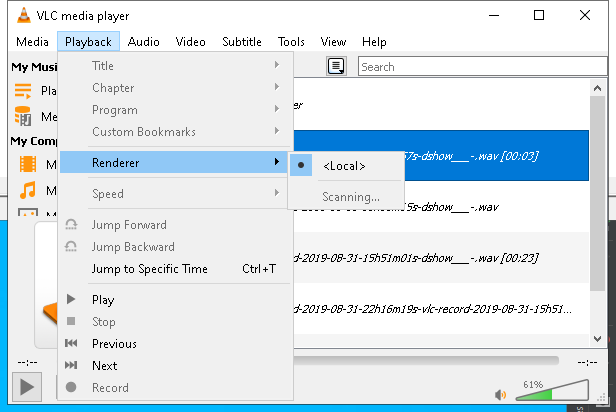 VLC media player
Media Playback Audio Video Subtitle Tools View Help
My Musi
Search
Title
Chapter
Program
Custom Bookmarks
Renderer
<Local>
Scanning...
Speed
Jump Forward
Jump Backward
Jump to Specific Time Ctrl+T
Play
Stop
Previous
Next
Record
Pla
Me
My Comp
M
M
M
er
57s-dshow___-.wav [00:03]
5s-dshow___-.wav
rd-2019-08-31-15h51m01s-dshow___-.wav [00:23]
rd-2019-08-31-22h16m19s-vlc-record-2019-08-31-15h51...
--:-- --:--
61%